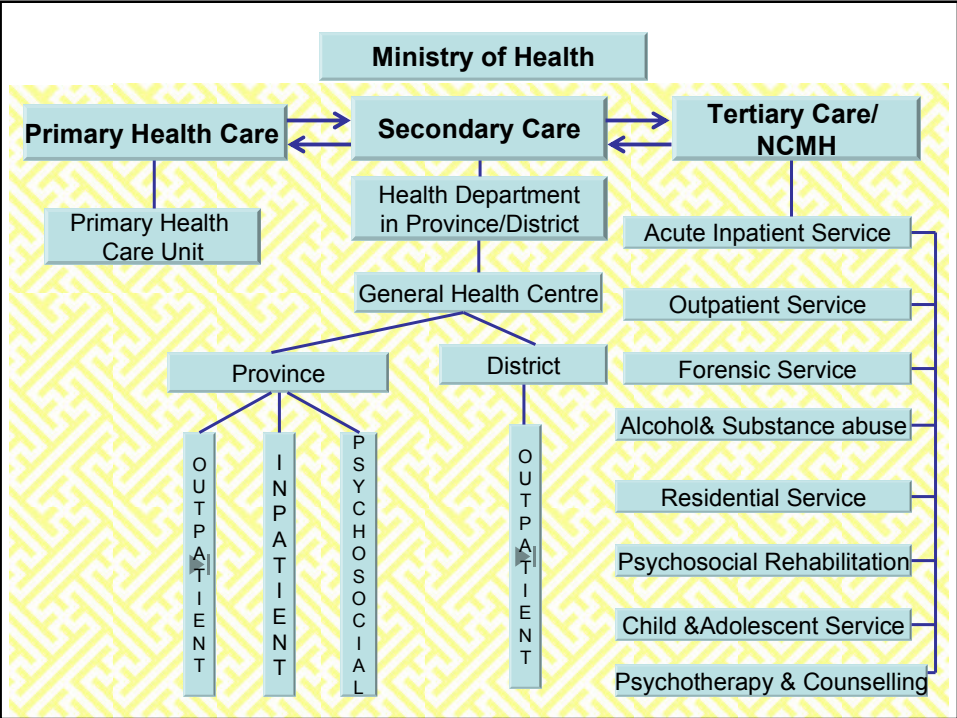 Ministry of Health
Primary Health Care
Secondary Care
Tertiary Care/
NCMH
Primary Health
Care Unit
Health Department
in Province/District
General Health Centre
Province
District
OUTPATIENT
INPATIENT
PSYCHOSOCIAL
OUTPATIENT
Acute Inpatient Service
Outpatient Service
Forensic Service
Alcohol& Substance abuse
Residential Service
Psychosocial Rehabilitation
Child &Adolescent Service
Psychotherapy & Counselling